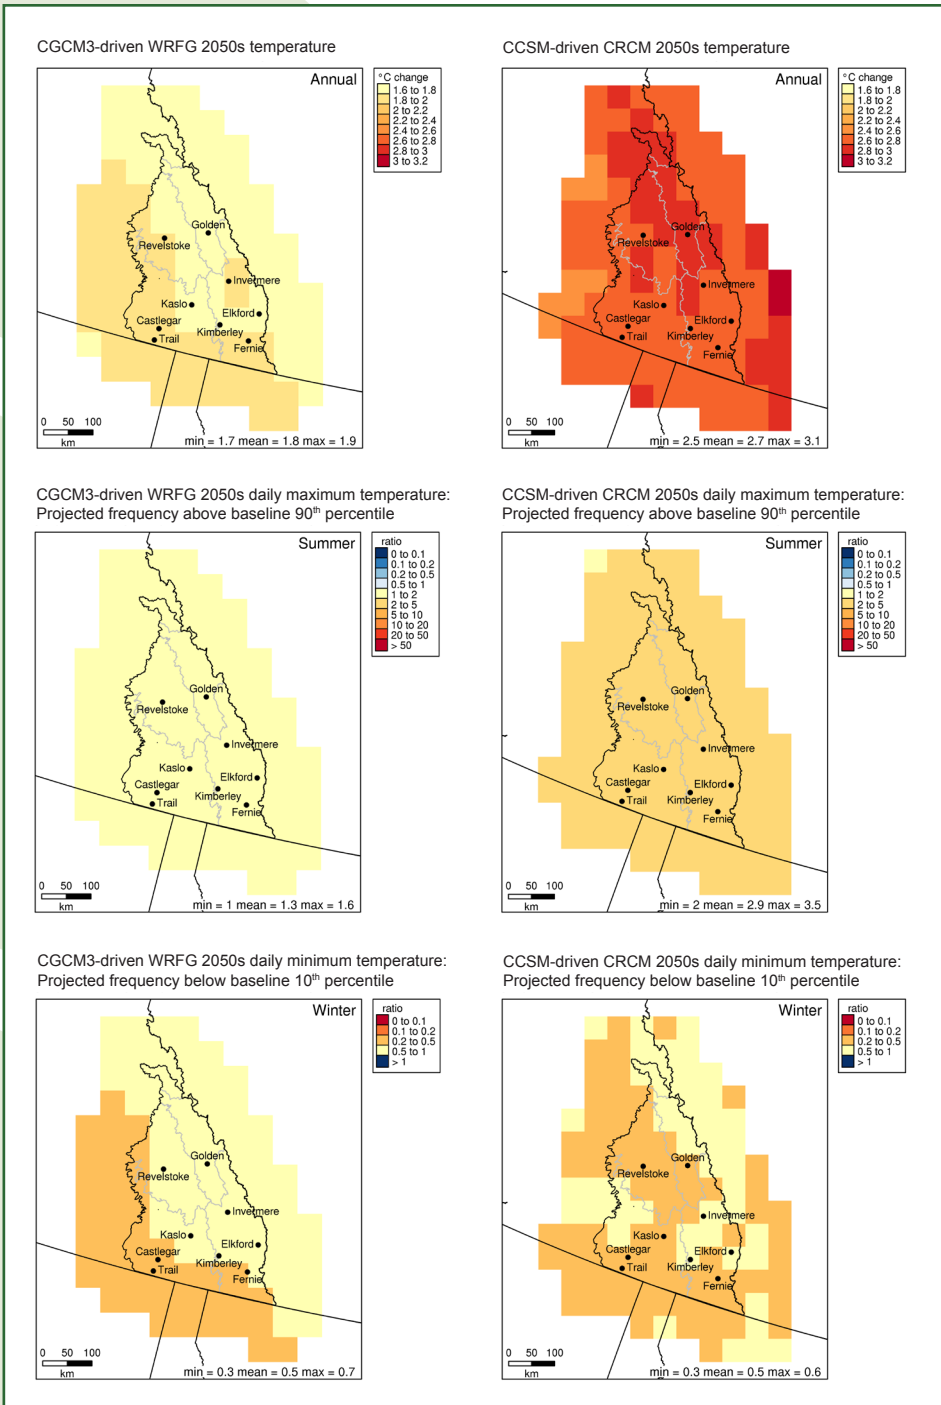 CGCM3-driven WRFG 2050s temperature
Annual
°C change
1.6 to 1.8
1.8 to 2
2 to 2.2
2.2 to 2.4
2.4 to 2.6
2.6 to 2.8
2.8 to 3
3 to 3.2
Golden
Revelstoke
Invermere
Kaslo
Elkford
Castlegar
Kimberley
Trail
Fernie
0 50 100
km
min = 1.7 mean = 1.8 max = 1.9
CCSM-driven CRCM 2050s temperature
Annual
°C change
1.6 to 1.8
1.8 to 2
2 to 2.2
2.2 to 2.4
2.4 to 2.6
2.6 to 2.8
2.8 to 3
3 to 3.2
Golden
Revelstoke
Invermere
Kaslo
Elkford
Castlegar
Kimberley
Trail
Fernie
0 50 100
km
min = 2.5 mean = 2.7 max = 3.1
CGCM3-driven WRFG 2050s daily maximum temperature:
Projected frequency above baseline 90th percentile
Summer
ratio
0 to 0.1
0.1 to 0.2
0.2 to 0.5
0.5 to 1
1 to 2
2 to 5
5 to 10
10 to 20
20 to 50
> 50
Golden
Revelstoke
Invermere
Kaslo
Elkford
Castlegar
Kimberley
Trail
Fernie
0 50 100
km
min = 1 mean = 1.3 max = 1.6
CCSM-driven CRCM 2050s daily maximum temperature:
Projected frequency above baseline 90th percentile
Summer
ratio
0 to 0.1
0.1 to 0.2
0.2 to 0.5
0.5 to 1
1 to 2
2 to 5
5 to 10
10 to 20
20 to 50
> 50
Golden
Revelstoke
Invermere
Kaslo
Elkford
Castlegar
Kimberley
Trail
Fernie
0 50 100
km
min = 2 mean = 2.9 max = 3.5
CGCM3-driven WRFG 2050s daily minimum temperature:
Projected frequency below baseline 10th percentile
Winter
ratio
0 to 0.1
0.1 to 0.2
0.2 to 0.5
0.5 to 1
> 1
Golden
Revelstoke
Invermere
Kaslo
Elkford
Castlegar
Kimberley
Trail
Fernie
0 50 100
km
min = 0.3 mean = 0.5 max = 0.7
CCSM-driven CRCM 2050s daily minimum temperature:
Projected frequency below baseline 10th percentile
Winter
ratio
0 to 0.1
0.1 to 0.2
0.2 to 0.5
0.5 to 1
> 1
Golden
Revelstoke
Invermere
Kaslo
Elkford
Castlegar
Kimberley
Trail
Fernie
0 50 100
km
min = 0.3 mean = 0.5 max = 0.6